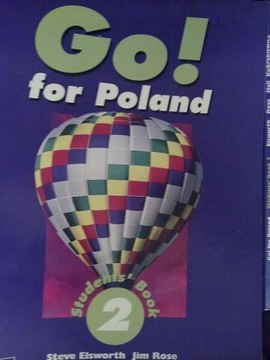 Go!
for Poland
Students' Book
2
Steve Elsworth Jim Rose